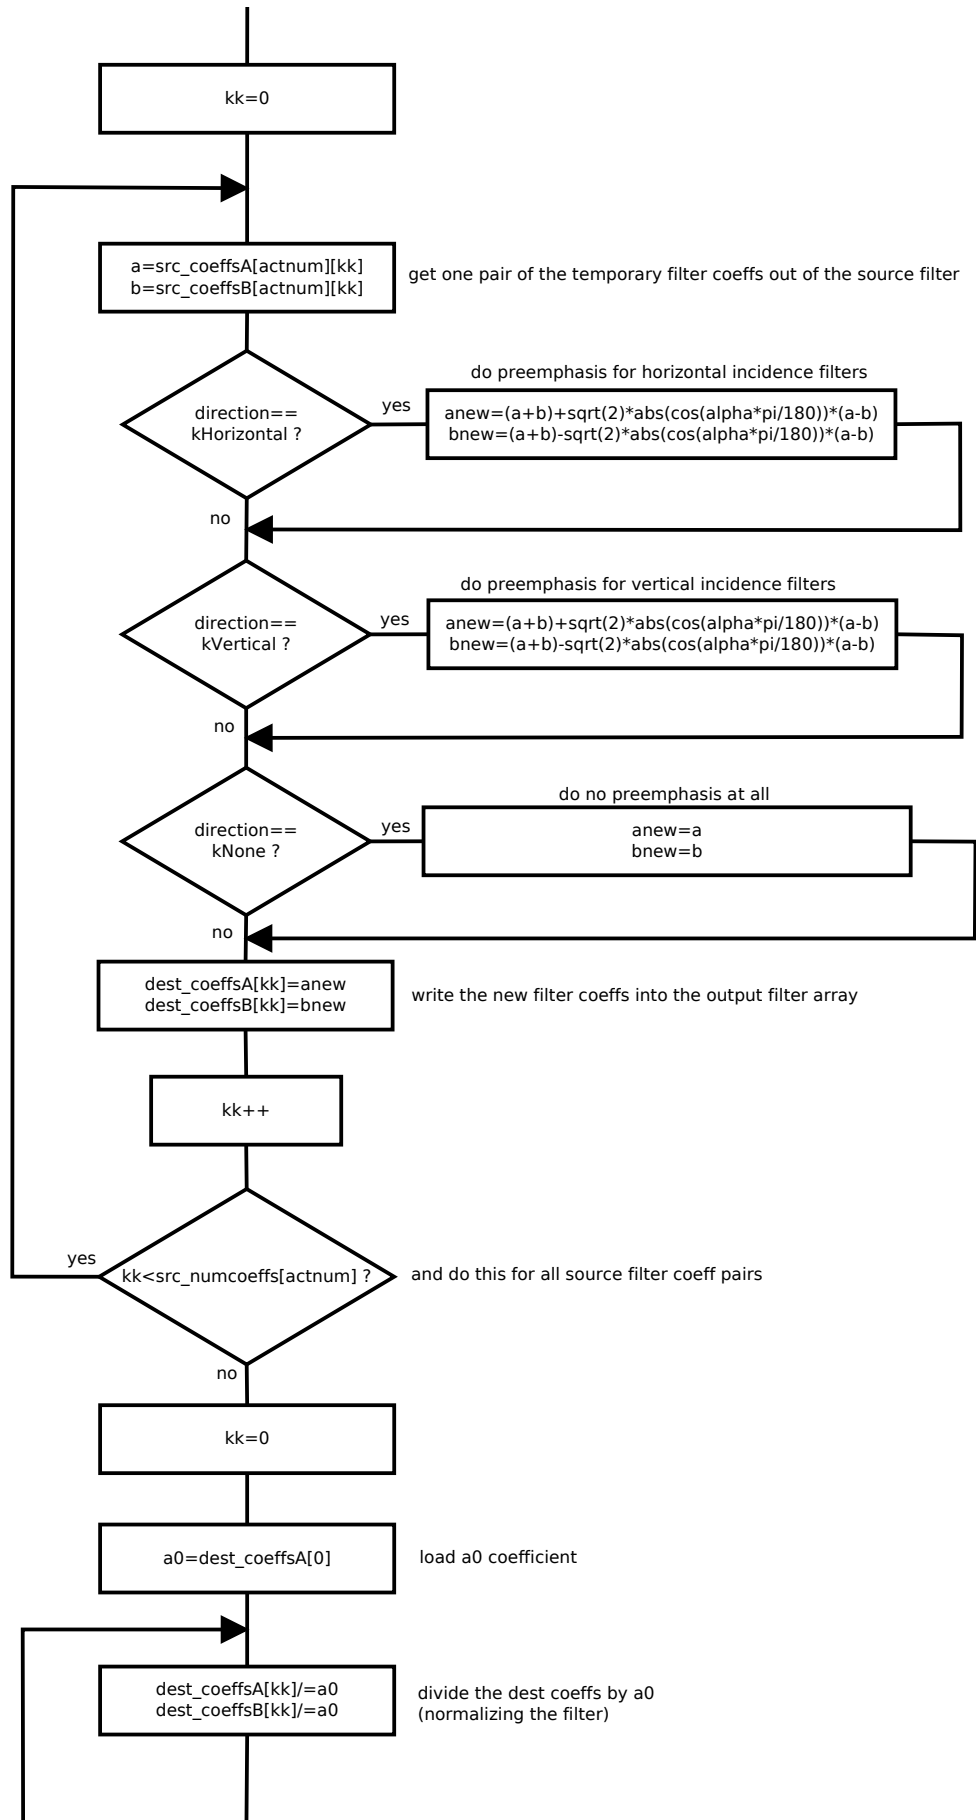 kk=0
a=src_coeffsA[actnum][kk]
b=src_coeffsB[actnum][kk]
get one pair of the temporary filter coeffs out of the source filter
do preemphasis for horizontal incidence filters
direction==
kHorizontal ?
yes
anew=(a+b)+sqrt(2)*abs(cos(alpha*pi/180))*(a-b)
bnew=(a+b)-sqrt(2)*abs(cos(alpha*pi/180))*(a-b)
no
do preemphasis for vertical incidence filters
direction==
kVertical ?
yes
anew=(a+b)+sqrt(2)*abs(cos(alpha*pi/180))*(a-b)
bnew=(a+b)-sqrt(2)*abs(cos(alpha*pi/180))*(a-b)
no
do no preemphasis at all
direction==
kNone ?
yes
anew=a
bnew=b
no
dest_coeffsA[kk]=anew
dest_coeffsB[kk]=bnew
write the new filter coeffs into the output filter array
kk++
yes
kk<src_numcoeffs[actnum] ?
and do this for all source filter coeff pairs
no
kk=0
a0=dest_coeffsA[0]
load a0 coefficient
dest_coeffsA[kk]/=a0
dest_coeffsB[kk]/=a0
divide the dest coeffs by a0
(normalizing the filter)